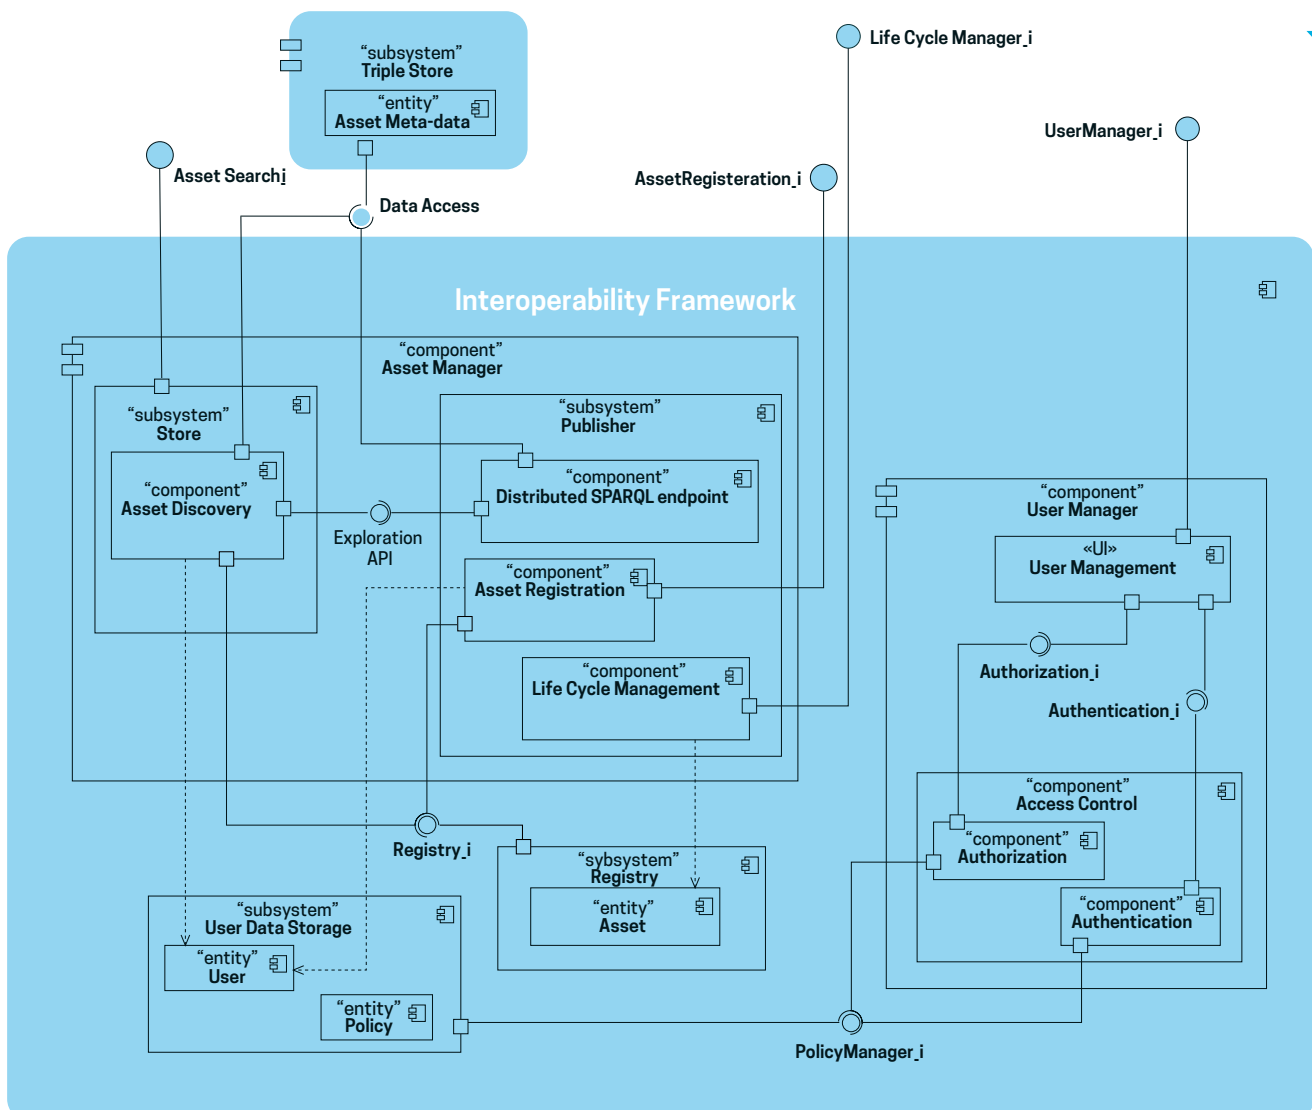 “subsystem”
Triple Store
“entity”
Asset Meta-data
Life Cycle Manager_i
UserManager_i
Asset Search_i
AssetRegisteration_i
Data Access
Interoperability Framework
“component”
Asset Manager
“subsystem”
Store
“subsystem”
Publisher
“component”
Asset Discovery
“component”
Distributed SPARQL endpoint
Exploration
API
“component”
Asset Registration
“component”
Life Cycle Management
“component”
User Manager
«UI»
User Management
Authorization_i
Authentication_i
“component”
Access Control
“component”
Authorization
“component”
Authentication
Registry_i
“sybsystem”
Registry
“entity”
Asset
“subsystem”
User Data Storage
“entity”
User
“entity”
Policy
PolicyManager_i